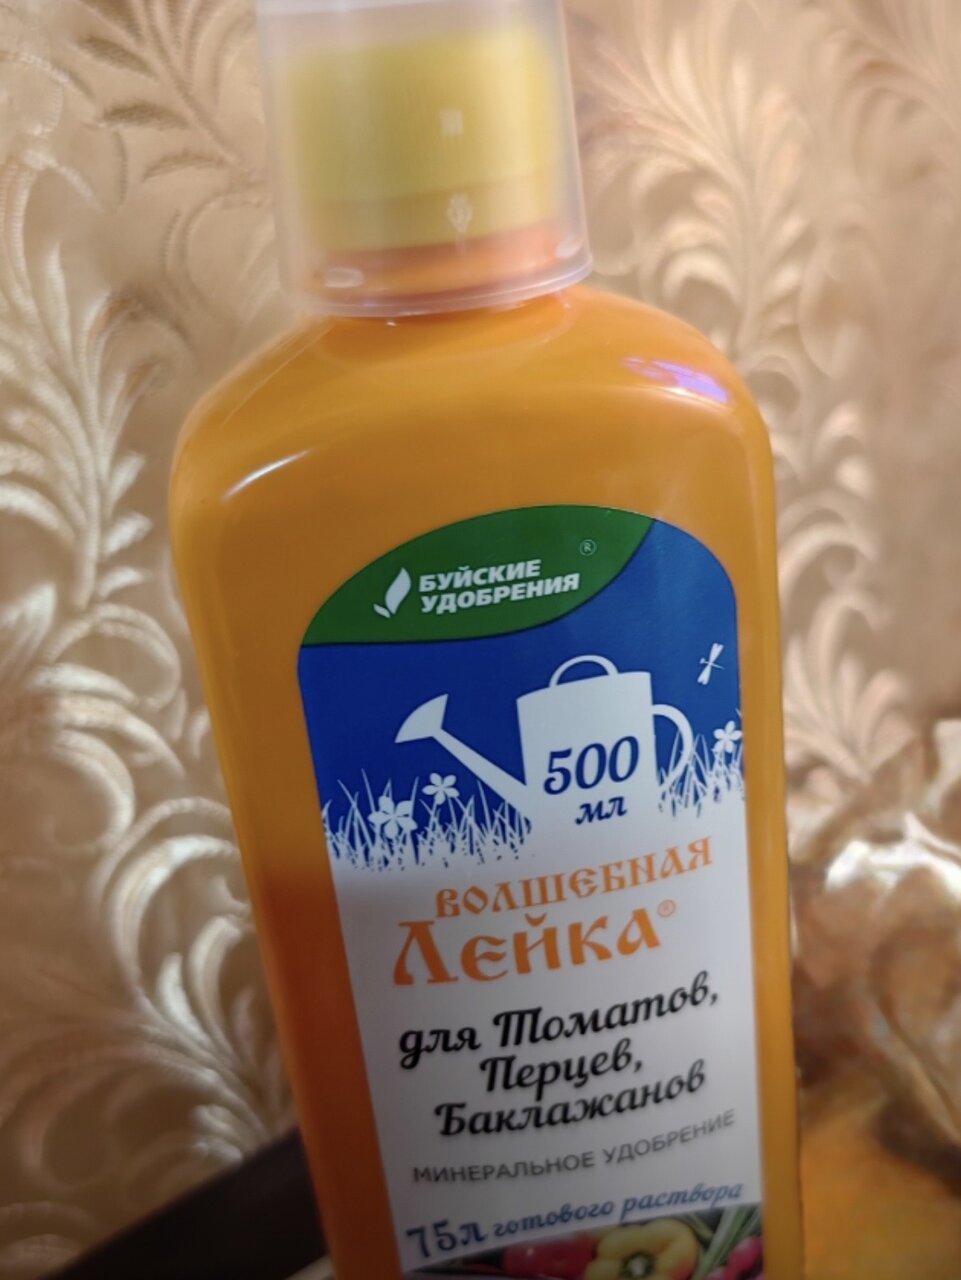 БУЙСКИЕ
УДОБРЕНИЯ
®
500
мл
ВОЛШЕБНАЯ
ЛЕЙКА®
для Томатов,
Перцев,
Баклажанов
МИНЕРАЛЬНОЕ УДОБРЕНИЕ
75л готового раствора